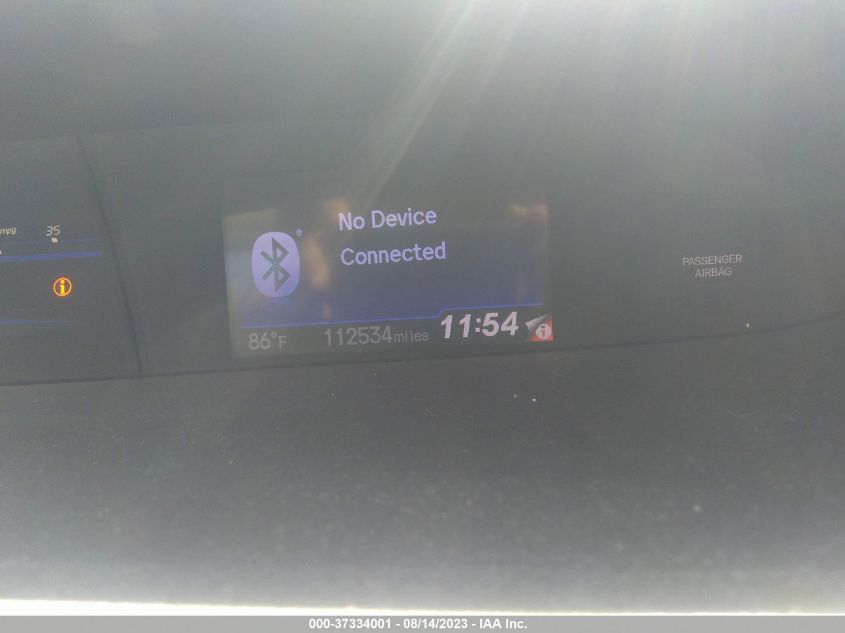 mpg 35
No Device
Connected
86°F 112534 miles 11:54
PASSENGER
AIRBAG
000-37334001 - 08/14/2023 - IAA Inc.